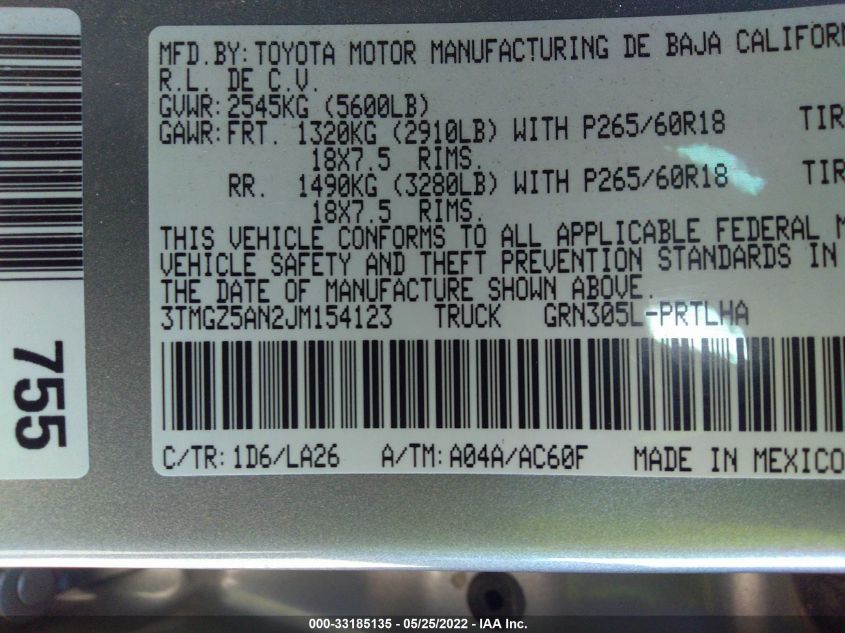 MFD.BY: TOYOTA MOTOR MANUFACTURING DE BAJA
R.L. DE C.V.
GVWR: 2545KG (5600LB)
GAWR: FRT. 1320KG (2910LB) WITH P265/60R18
18X7.5 RIMS.
RR. 1490KG (3280LB) WITH P265/60R18
18X7.5 RIMS.
THIS VEHICLE CONFORMS TO ALL APPLICABLE FEDERAL
VEHICLE SAFETY AND THEFT PREVENTION STANDARDS IN
THE DATE OF MANUFACTURE SHOWN ABOVE.
3TMGZ5AN2JM154123 TRUCK GRN305L-PRTLHA
C/TR: 1D6/LA26 A/TM: A04A/AC60F MADE IN MEXICO
755
000-33185135 - 05/25/2022 - IAA Inc.